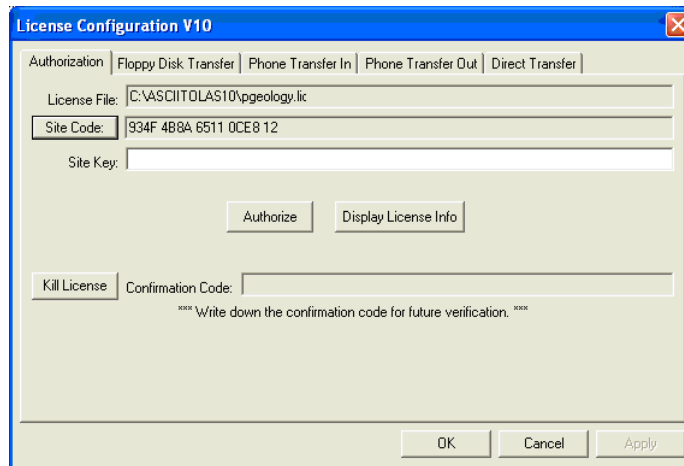 License Configuration V10
Authorization Floppy Disk Transfer Phone Transfer In Phone Transfer Out Direct Transfer
License File: C:\ASCIITOLAS10\pgeology.lic
Site Code: 934F 4B8A 6511 0CE8 12
Site Key:
Authorize Display License Info
Kill License Confirmation Code:
*** Write down the confirmation code for future verification. ***
OK Cancel Apply